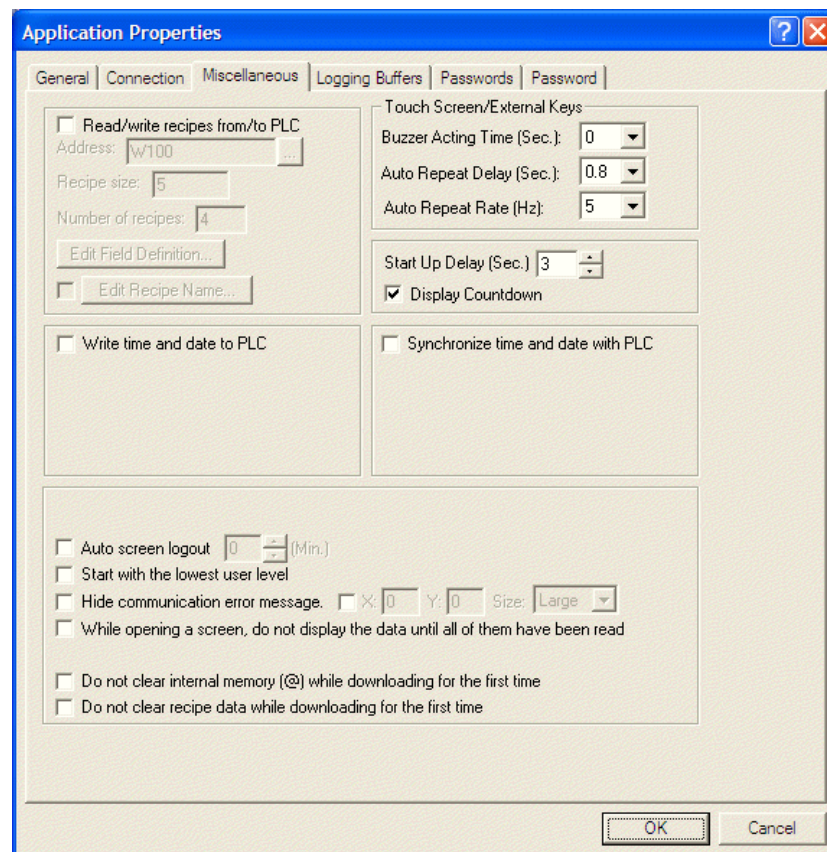 Application Properties
General Connection Miscellaneous Logging Buffers Passwords Password
Read/write recipes from/to PLC
Address: W100 ...
Recipe size: 5
Number of recipes: 4
Edit Field Definition...
Edit Recipe Name...
Touch Screen/External Keys
Buzzer Acting Time (Sec.): 0
Auto Repeat Delay (Sec.): 0.8
Auto Repeat Rate (Hz): 5
Start Up Delay (Sec.) 3
Display Countdown
Write time and date to PLC
Synchronize time and date with PLC
Auto screen logout 0 (Min.)
Start with the lowest user level
Hide communication error message. X: 0 Y: 0 Size: Large
While opening a screen, do not display the data until all of them have been read
Do not clear internal memory (@) while downloading for the first time
Do not clear recipe data while downloading for the first time
OK Cancel